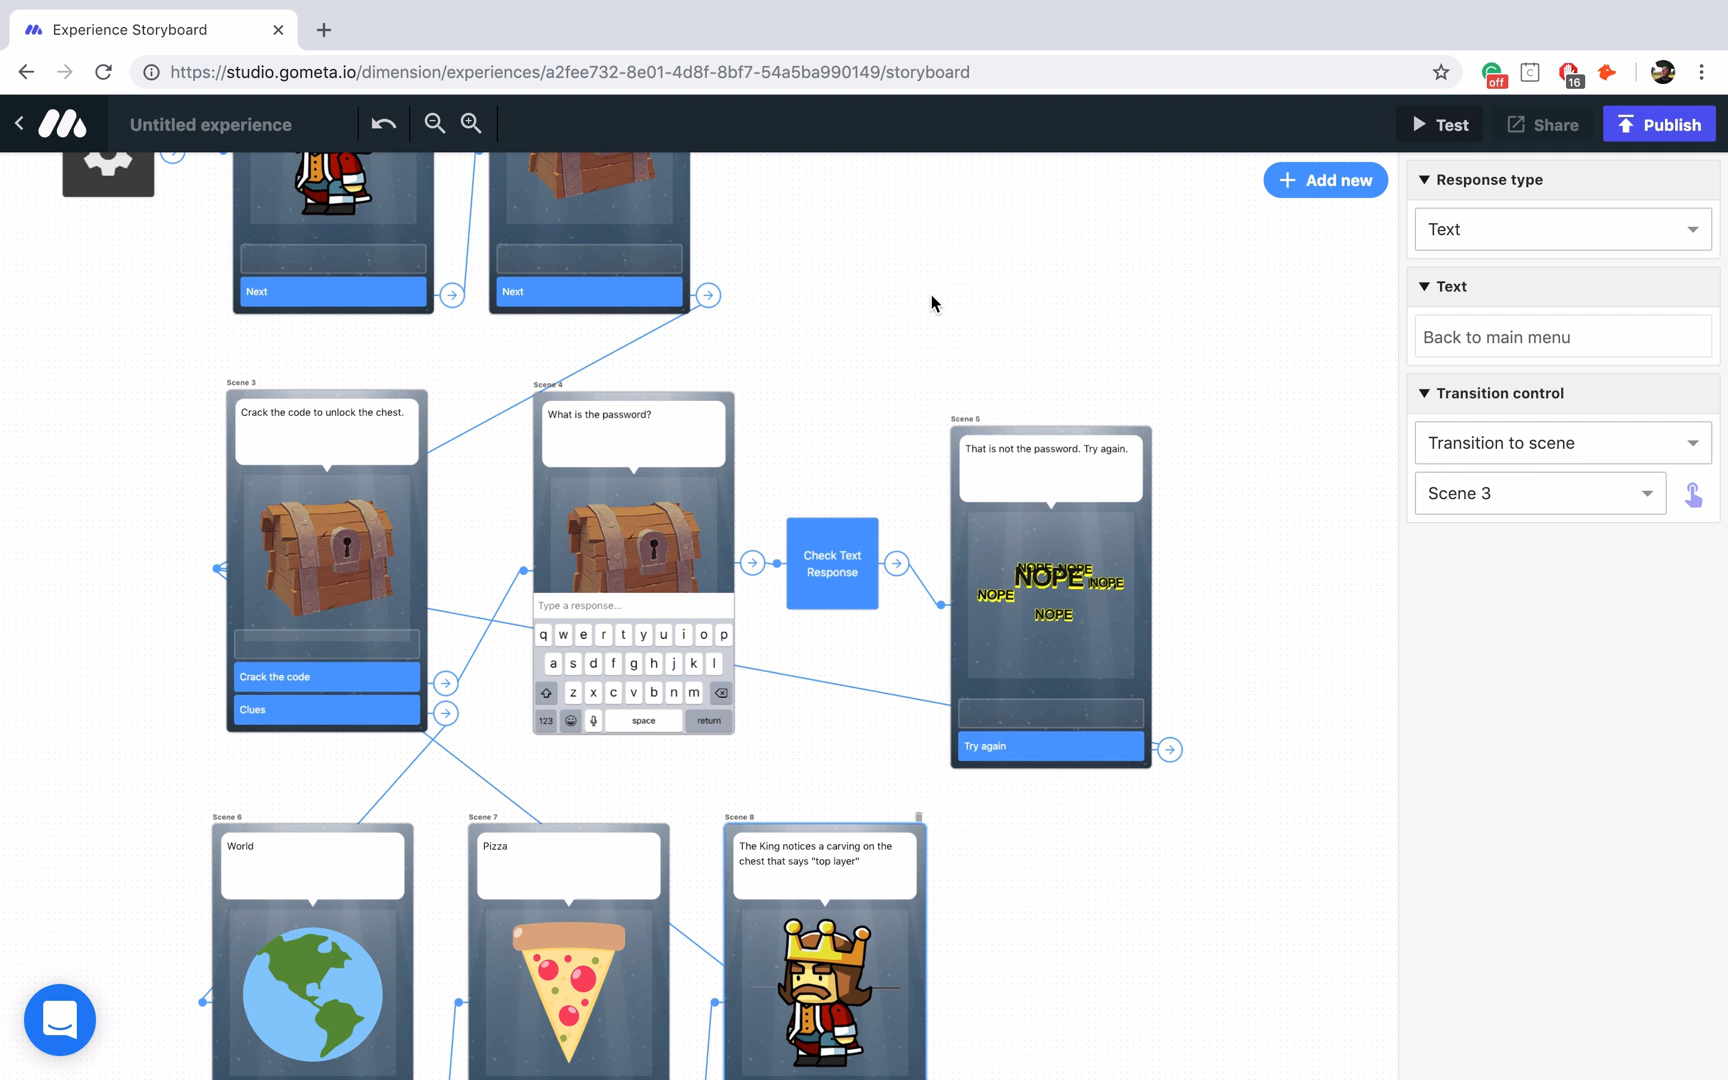 Experience Storyboard
https://studio.gometa.io/dimension/experiences/a2fee732-8e01-4d8f-8bf7-54a5ba990149/storyboard
off
C
16
Untitled experience
Test
Share
Publish
Add new
Next
Next
Response type
Text
Text
Back to main menu
Transition control
Transition to scene
Scene 3
Scene 3
Crack the code to unlock the chest.
Crack the code
Clues
Scene 4
What is the password?
Type a response...
q w e r t y u i o p
a s d f g h j k l
z x c v b n m
123
space
return
Check Text
Response
Scene 5
That is not the password. Try again.
NOPE NOPE
NOPE NOPE
NOPE
NOPE
Try again
Scene 6
World
Scene 7
Pizza
Scene 8
The King notices a carving on the
chest that says "top layer"